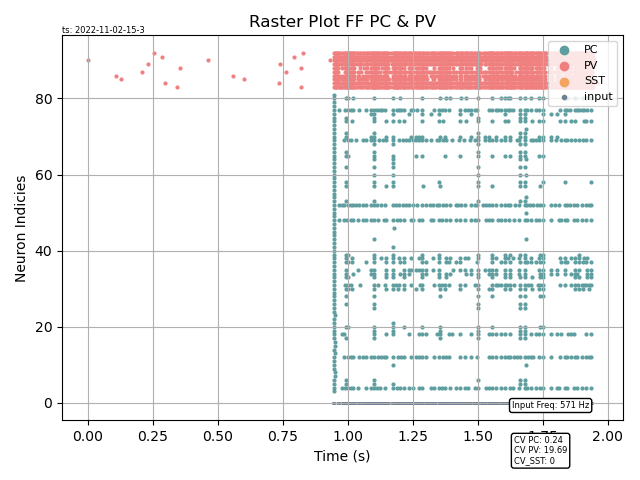 Raster Plot FF PC & PV
ts: 2022-11-02-15-3
PC
PV
SST
input
80
60
40
20
0
Neuron Indicies
Input Freq: 571 Hz
0.00 0.25 0.50 0.75 1.00 1.25 1.50 1.75 2.00
Time (s)
CV PC: 0.24
CV PV: 19.69
CV_SST: 0